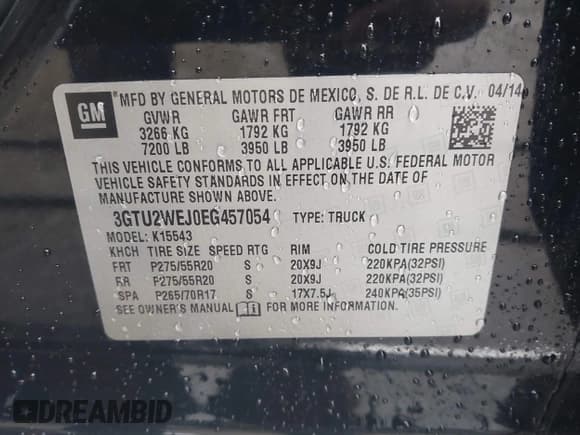 GM
®MFD BY GENERAL MOTORS DE MEXICO, S. DE R.L. DE C.V. 04/14
GVWR GAWR FRT GAWR RR
3266 KG 1792 KG 1792 KG
7200 LB 3950 LB 3950 LB
THIS VEHICLE CONFORMS TO ALL APPLICABLE U.S. FEDERAL MOTOR
VEHICLE SAFETY STANDARDS IN EFFECT ON THE DATE OF
MANUFACTURE SHOWN ABOVE.
3GTU2WEJ0EG457054 TYPE: TRUCK
MODEL: K15543
KHCH TIRE SIZE SPEED RTG RIM COLD TIRE PRESSURE
FRT P275/55R20 S 20X9J 220KPA(32PSI)
RR P275/55R20 S 20X9J 220KPA(32PSI)
SPA P265/70R17 S 17X7.5J 240KPA(35PSI)
SEE OWNER'S MANUAL FOR MORE INFORMATION.
DREAMBID